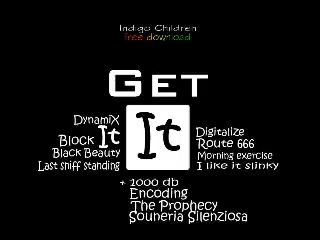 Indigo Children
free download
GET
It
DynamiX
Block It
Black Beauty
Last sniff standing
Digitalize
Route 666
Morning exercise
I like it slinky
+ 1000 db
Encoding
The Prophecy
Souneria Silenziosa